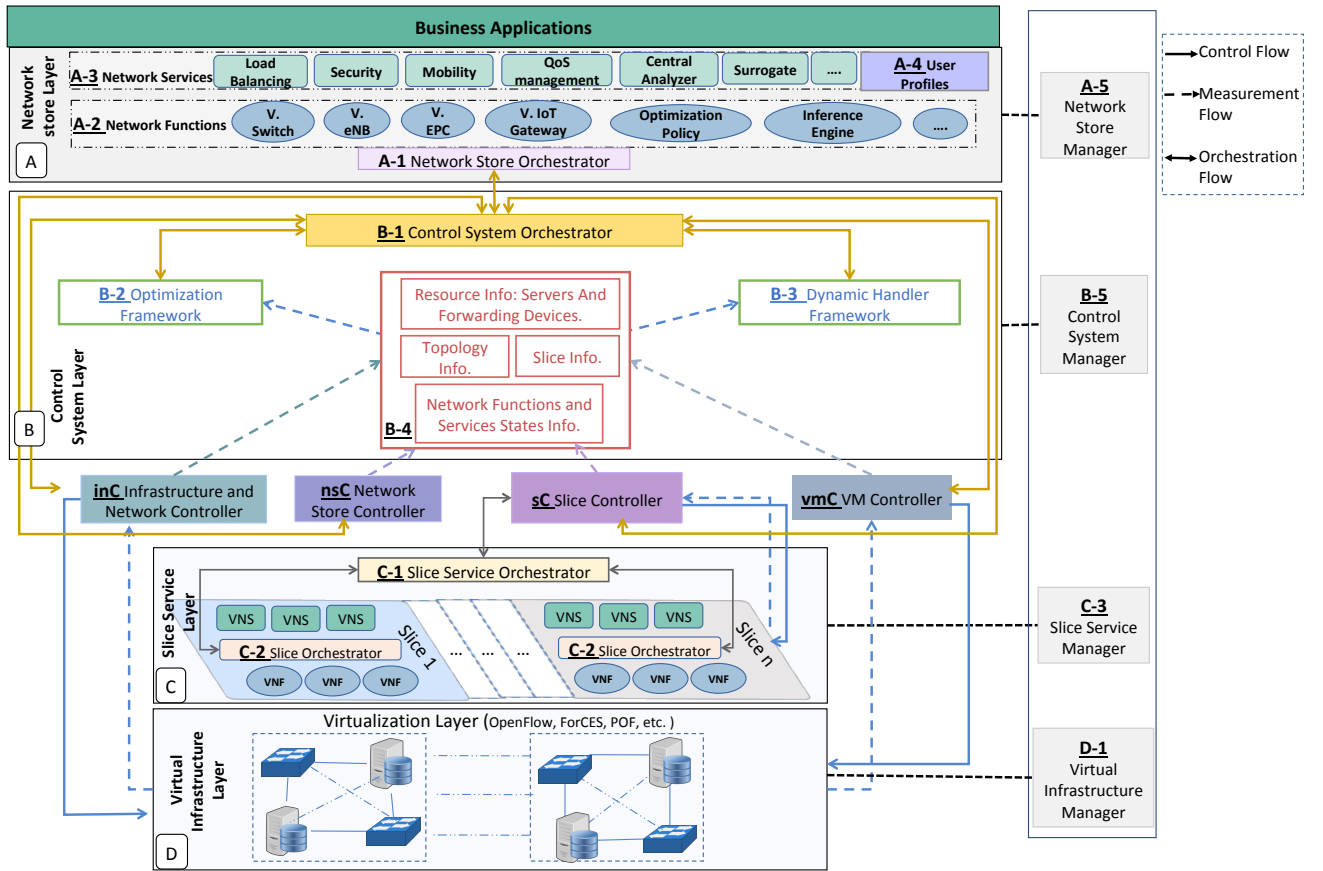 Business Applications
Network
store Layer
A
A-3 Network Services
Load
Balancing
Security
Mobility
QoS
management
Central
Analyzer
Surrogate
....
A-4 User
Profiles
A-2 Network Functions
V.
Switch
V.
eNB
V.
EPC
V. IoT
Gateway
Optimization
Policy
Inference
Engine
....
A-1 Network Store Orchestrator
Control
System Layer
B
B-1 Control System Orchestrator
B-2 Optimization
Framework
B-3 Dynamic Handler
Framework
Resource Info: Servers And
Forwarding Devices.
Topology
Info.
Slice Info.
Network Functions and
Services States Info.
B-4
inC Infrastructure and
Network Controller
nsC Network
Store Controller
sC Slice Controller
vmC VM Controller
Slice Service
Layer
C
C-1 Slice Service Orchestrator
VNS
VNS
VNS
C-2 Slice Orchestrator
VNF
VNF
VNF
Slice 1
...
...
...
VNS
VNS
VNS
C-2 Slice Orchestrator
VNF
VNF
VNF
Slice n
Virtual
Infrastructure
Layer
D
Virtualization Layer (OpenFlow, ForCES, POF, etc. )
A-5
Network
Store
Manager
B-5
Control
System
Manager
C-3
Slice Service
Manager
D-1
Virtual
Infrastructure
Manager
Control Flow
Measurement
Flow
Orchestration
Flow